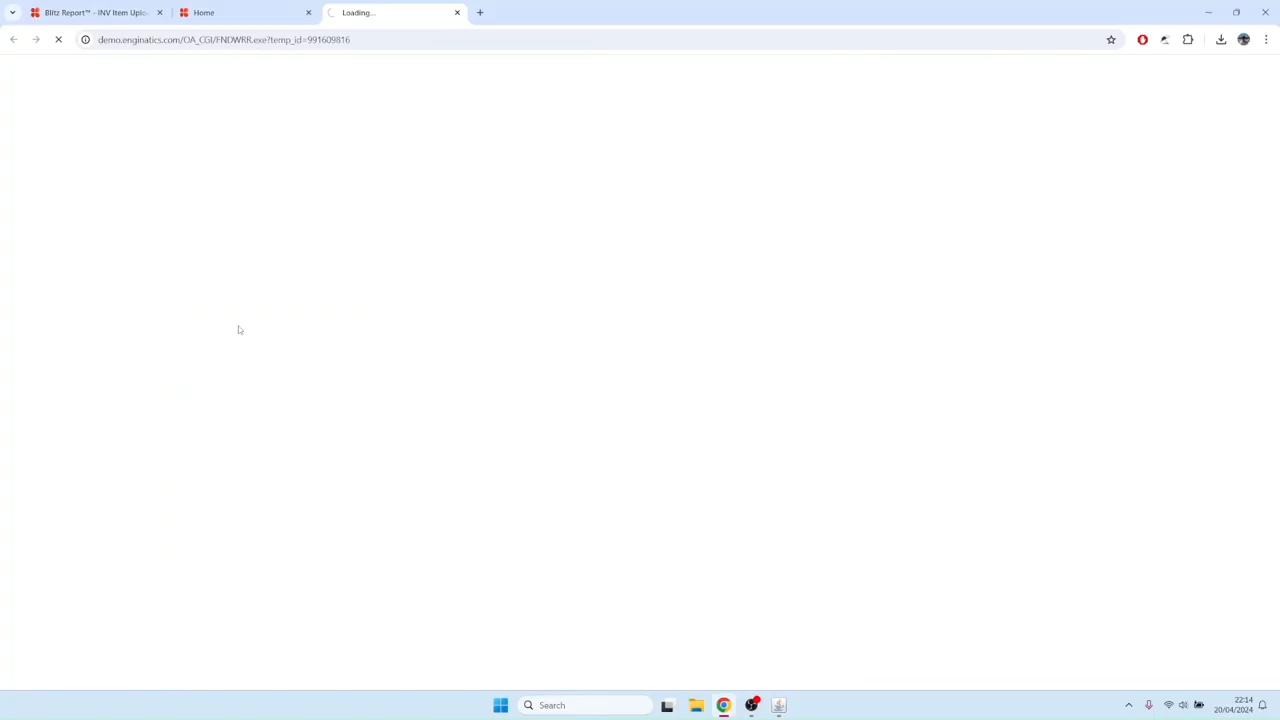 Blitz Report™ - INV Item Uplo
Home
Loading...
demo.enginatics.com/OA_CGI/FNDWRR.exe?temp_id=991609816
Search
22:14
20/04/2024